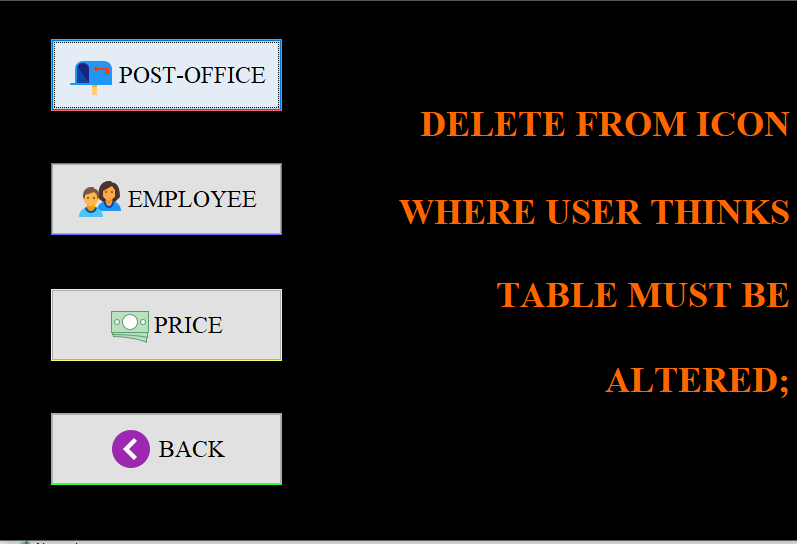 POST-OFFICE
EMPLOYEE
PRICE
BACK
DELETE FROM ICON
WHERE USER THINKS
TABLE MUST BE
ALTERED;